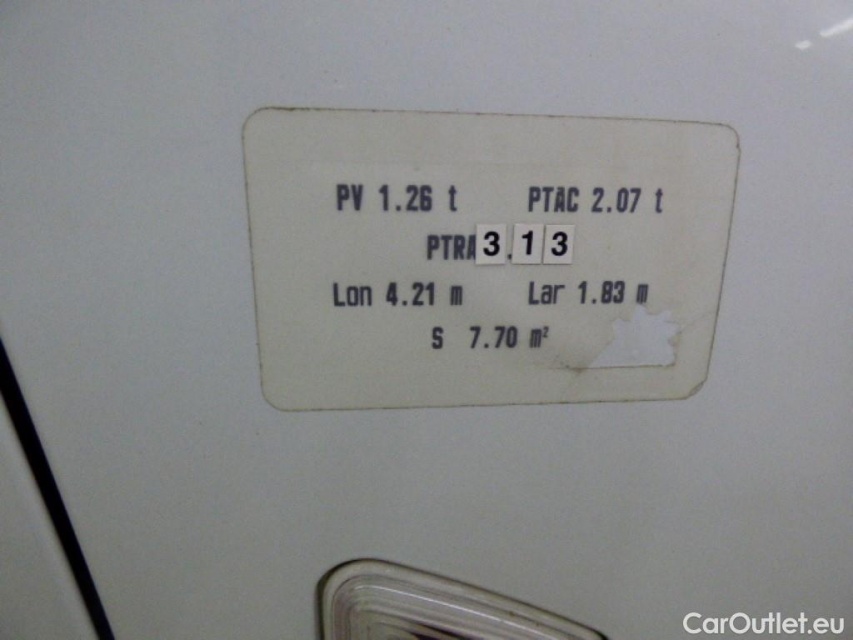 PV 1.26 t PTAC 2.07 t
PTRA 3.13
Lon 4.21 m Lar 1.83 m
S 7.70 m²
CarOutlet.eu